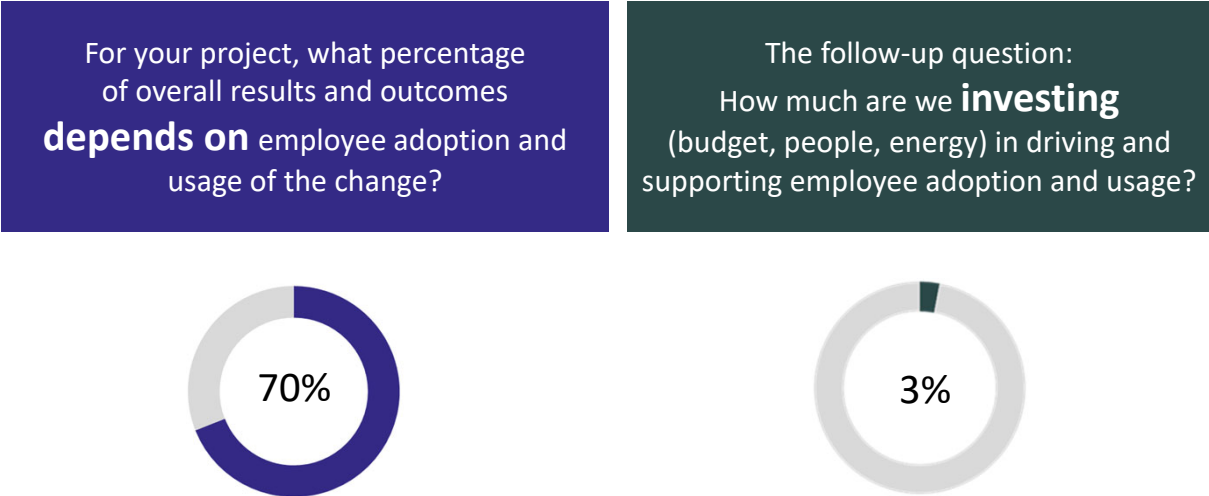 For your project, what percentage
of overall results and outcomes
depends on employee adoption and
usage of the change?
The follow-up question:
How much are we investing
(budget, people, energy) in driving and
supporting employee adoption and usage?
70%
3%